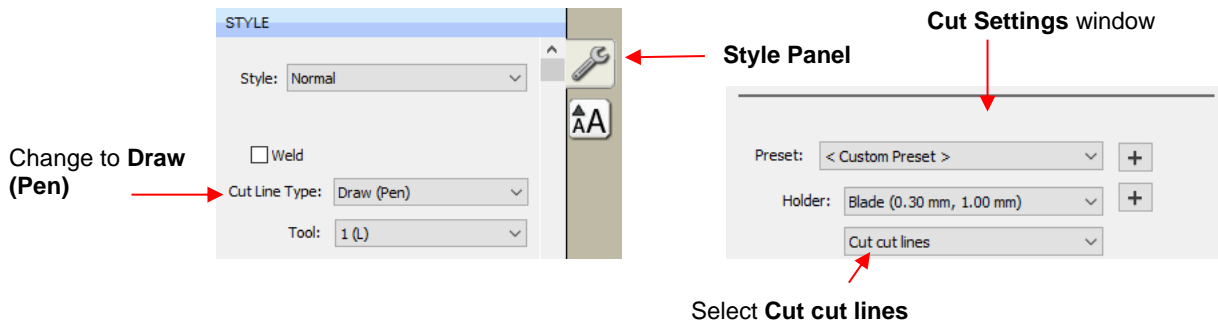 STYLE
Style: Normal
AA
Weld
Cut Line Type: Draw (Pen)
Tool: 1 (L)
Change to Draw
(Pen)
Style Panel
Cut Settings window
Preset: < Custom Preset >
+
Holder: Blade (0.30 mm, 1.00 mm)
+
Cut cut lines
Select Cut cut lines